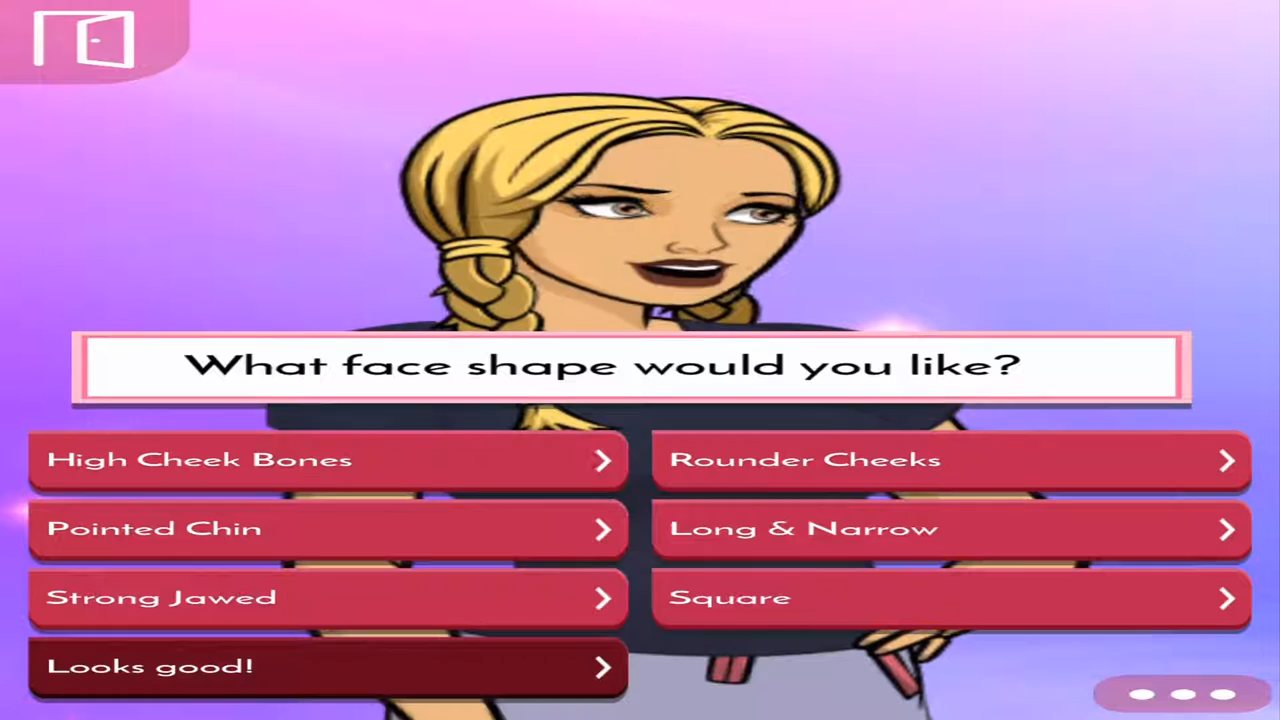 What face shape would you like?
High Cheek Bones
Rounder Cheeks
Pointed Chin
Long & Narrow
Strong Jawed
Square
Looks good!